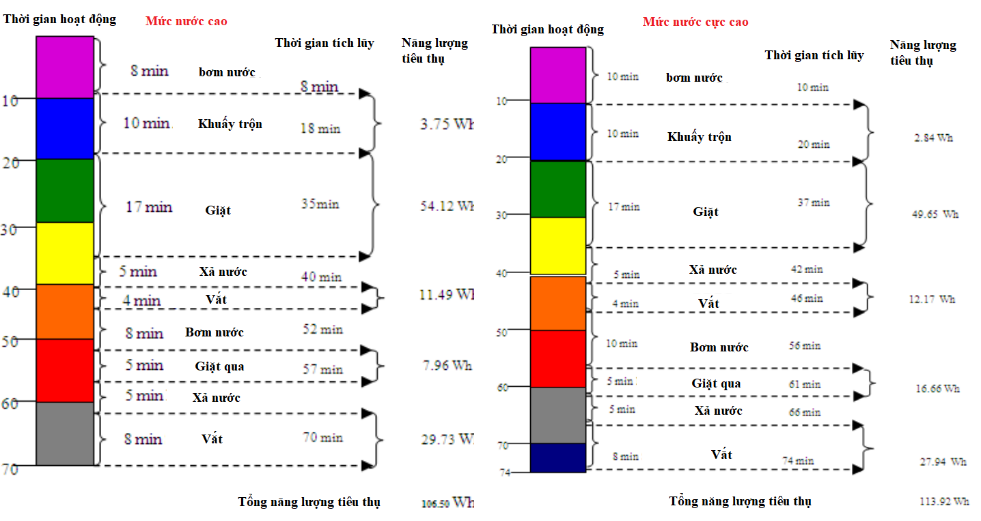 Thời gian hoạt động
Mức nước cao
Thời gian tích lũy
Năng lượng
tiêu thụ
8 min
bơm nước
8 min
10
10 min
Khuấy trộn
18 min
3.75 Wh
20
17 min
Giặt
35min
54.12 Wh
30
5 min
Xả nước
40 min
40
4 min
Vắt
11.49 Wh
8 min
Bơm nước
52 min
50
5 min
Giặt qua
57 min
7.96 Wh
5 min
Xả nước
60
8 min
Vắt
70 min
29.73 W
70
Tổng năng lượng tiêu thụ
106.50 Wh
Mức nước cực cao
Thời gian hoạt động
Thời gian tích lũy
Năng lượng
tiêu thụ
10 min
bơm nước
10 min
10
10 min
Khuấy trộn
20 min
2.84 Wh
20
17 min
Giặt
37 min
49.65 Wh
30
5 min
Xả nước
42 min
40
4 min
Vắt
46 min
12.17 Wh
50
10 min
Bơm nước
56 min
5 min
Giặt qua
61 min
16.66 Wh
60
5 min
Xả nước
66 min
70
8 min
Vắt
74 min
27.94 Wh
74
Tổng năng lượng tiêu thụ
113.92 Wh